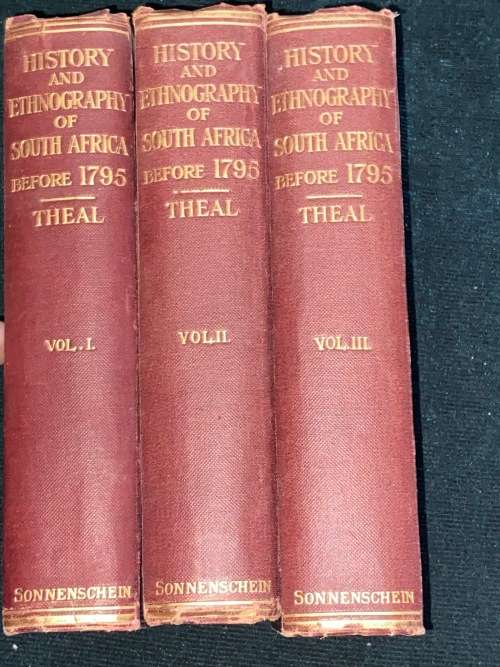 HISTORY
AND
ETHNOGRAPHY
OF
SOUTH AFRICA
BEFORE 1795
THEAL
VOL. I.
SONNENSCHEIN
HISTORY
AND
ETHNOGRAPHY
OF
SOUTH AFRICA
BEFORE 1795
THEAL
VOL. II.
SONNENSCHEIN
HISTORY
AND
ETHNOGRAPHY
OF
SOUTH AFRICA
BEFORE 1795
THEAL
VOL. III.
SONNENSCHEIN